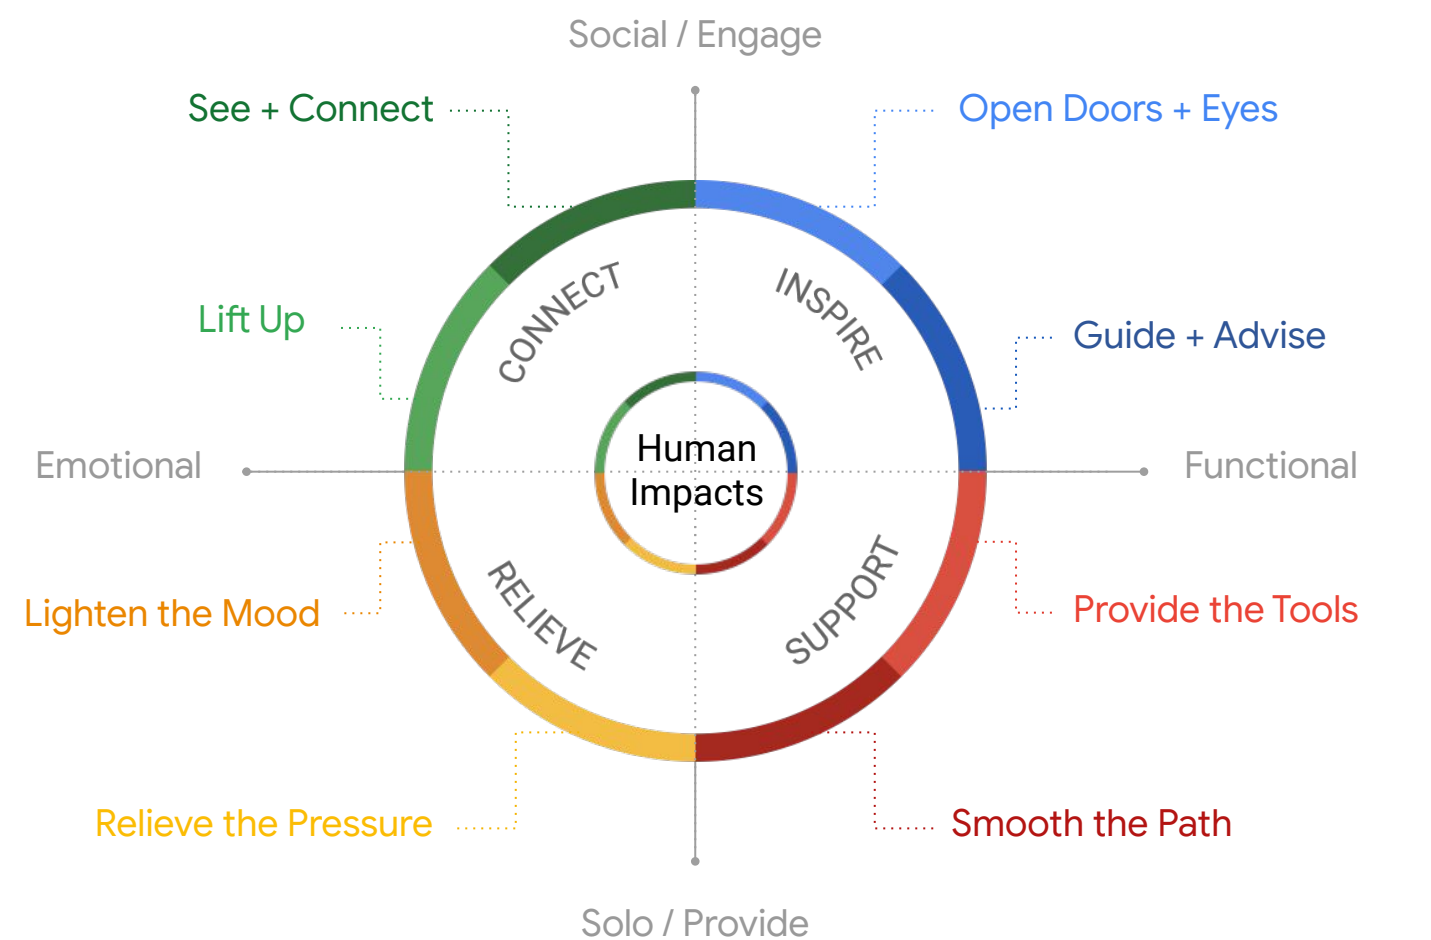 Social / Engage
See + Connect
Open Doors + Eyes
CONNECT
INSPIRE
Lift Up
Guide + Advise
Human
Impacts
Emotional
Functional
RELIEVE
SUPPORT
Lighten the Mood
Provide the Tools
Relieve the Pressure
Smooth the Path
Solo / Provide